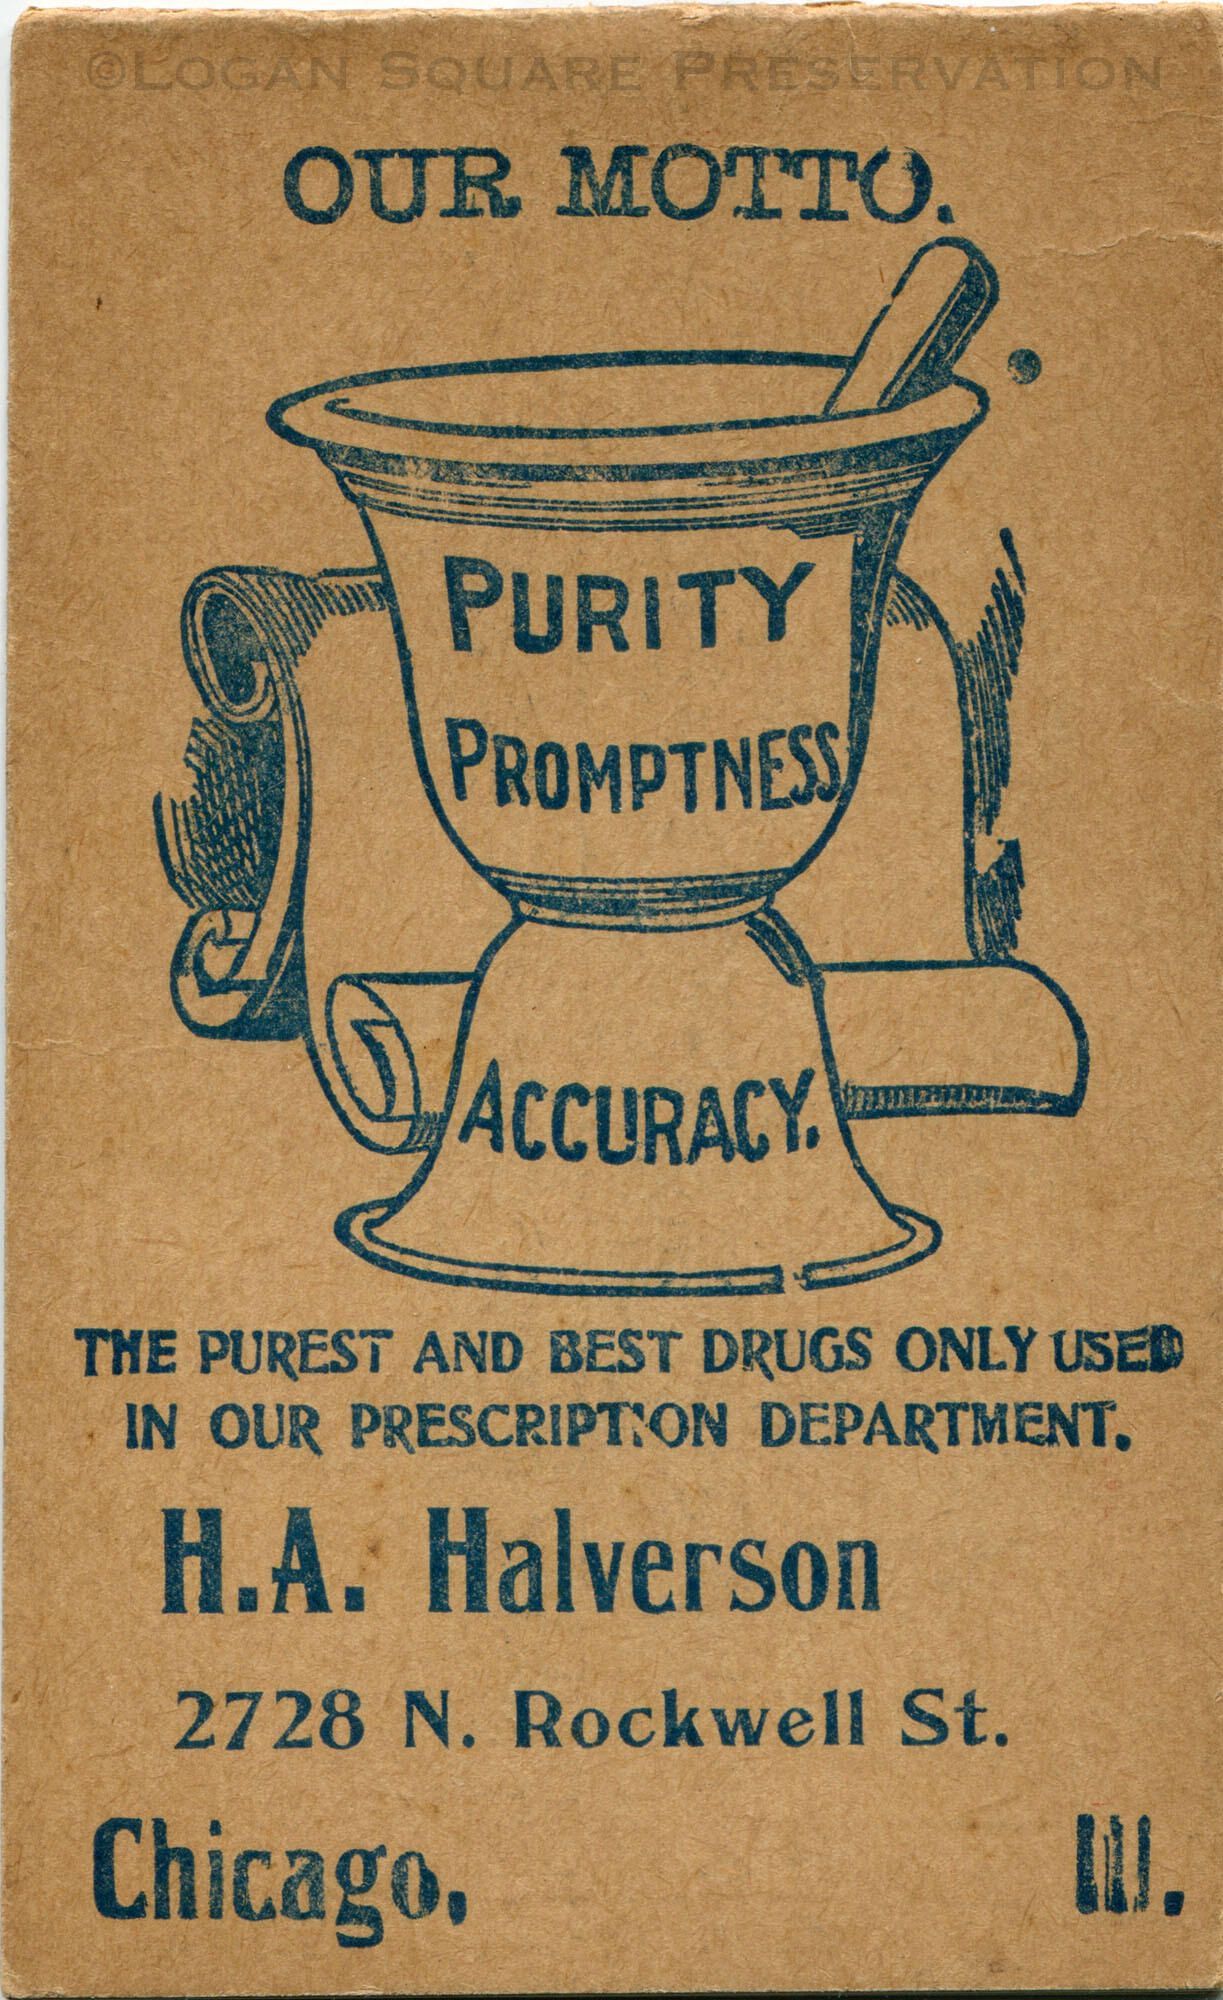 ©LOGAN SQUARE PRESERVATION
OUR MOTTO.
PURITY
PROMPTNESS
ACCURACY.
THE PUREST AND BEST DRUGS ONLY USED
IN OUR PRESCRIPTION DEPARTMENT.
H.A. Halverson
2728 N. Rockwell St.
Chicago, Ill.